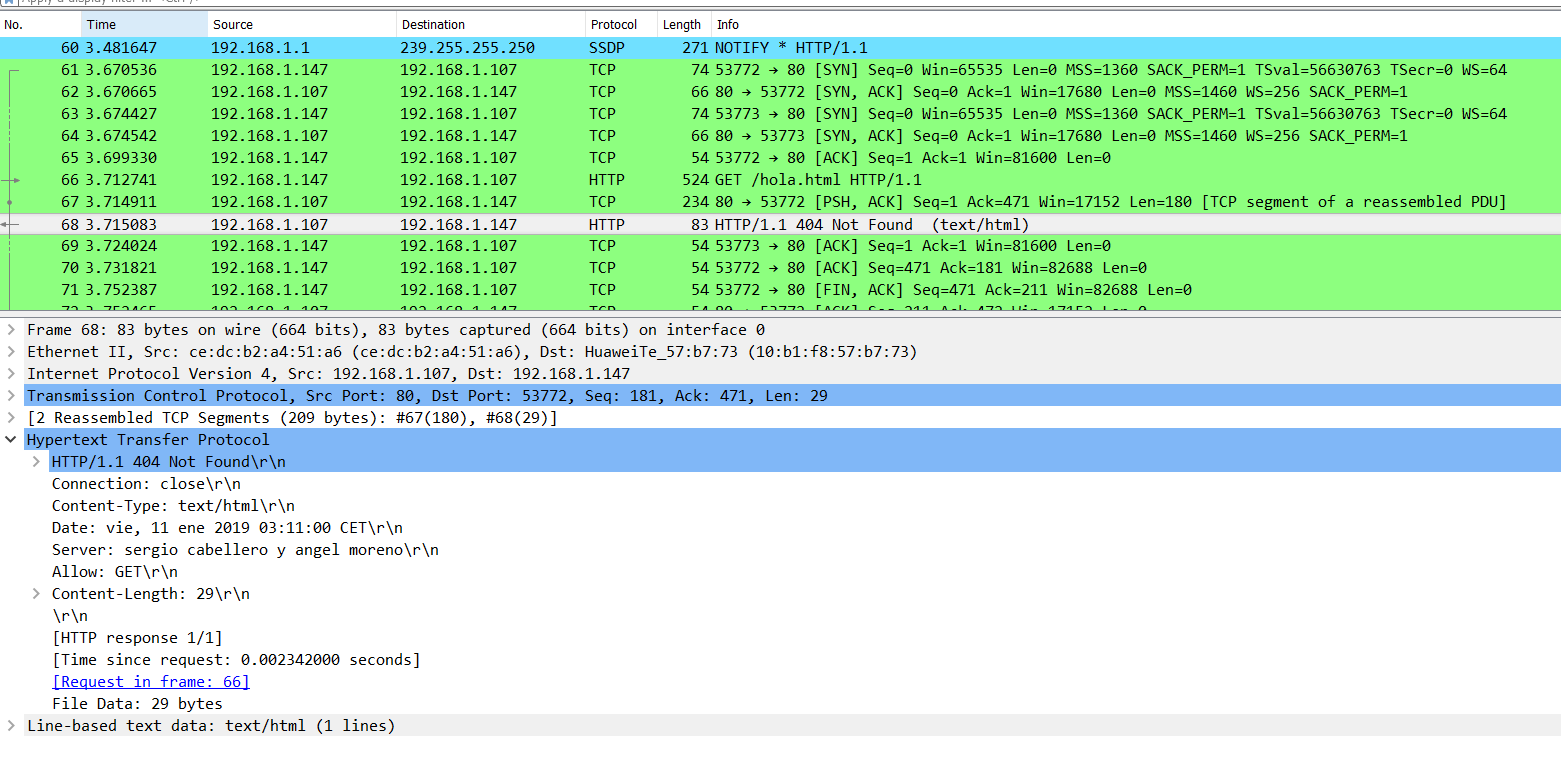 No. Time Source Destination Protocol Length Info
60 3.481647 192.168.1.1 239.255.255.250 SSDP 271 NOTIFY * HTTP/1.1
61 3.670536 192.168.1.147 192.168.1.107 TCP 74 53772 → 80 [SYN] Seq=0 Win=65535 Len=0 MSS=1360 SACK_PERM=1 TSval=56630763 TSecr=0 WS=64
62 3.670665 192.168.1.107 192.168.1.147 TCP 66 80 → 53772 [SYN, ACK] Seq=0 Ack=1 Win=17680 Len=0 MSS=1460 WS=256 SACK_PERM=1
63 3.674427 192.168.1.147 192.168.1.107 TCP 74 53773 → 80 [SYN] Seq=0 Win=65535 Len=0 MSS=1360 SACK_PERM=1 TSval=56630763 TSecr=0 WS=64
64 3.674542 192.168.1.107 192.168.1.147 TCP 66 80 → 53773 [SYN, ACK] Seq=0 Ack=1 Win=17680 Len=0 MSS=1460 WS=256 SACK_PERM=1
65 3.699330 192.168.1.147 192.168.1.107 TCP 54 53772 → 80 [ACK] Seq=1 Ack=1 Win=81600 Len=0
66 3.712741 192.168.1.147 192.168.1.107 HTTP 524 GET /hola.html HTTP/1.1
67 3.714911 192.168.1.107 192.168.1.147 TCP 234 80 → 53772 [PSH, ACK] Seq=1 Ack=471 Win=17152 Len=180 [TCP segment of a reassembled PDU]
68 3.715083 192.168.1.107 192.168.1.147 HTTP 83 HTTP/1.1 404 Not Found (text/html)
69 3.724024 192.168.1.147 192.168.1.107 TCP 54 53773 → 80 [ACK] Seq=1 Ack=1 Win=81600 Len=0
70 3.731821 192.168.1.147 192.168.1.107 TCP 54 53772 → 80 [ACK] Seq=471 Ack=181 Win=82688 Len=0
71 3.752387 192.168.1.147 192.168.1.107 TCP 54 53772 → 80 [FIN, ACK] Seq=471 Ack=211 Win=82688 Len=0
Frame 68: 83 bytes on wire (664 bits), 83 bytes captured (664 bits) on interface 0
Ethernet II, Src: ce:dc:b2:a4:51:a6 (ce:dc:b2:a4:51:a6), Dst: HuaweiTe_57:b7:73 (10:b1:f8:57:b7:73)
Internet Protocol Version 4, Src: 192.168.1.107, Dst: 192.168.1.147
Transmission Control Protocol, Src Port: 80, Dst Port: 53772, Seq: 181, Ack: 471, Len: 29
[2 Reassembled TCP Segments (209 bytes): #67(180), #68(29)]
Hypertext Transfer Protocol
HTTP/1.1 404 Not Found\r\n
Connection: close\r\n
Content-Type: text/html\r\n
Date: vie, 11 ene 2019 03:11:00 CET\r\n
Server: sergio cabellero y angel moreno\r\n
Allow: GET\r\n
Content-Length: 29\r\n
\r\n
[HTTP response 1/1]
[Time since request: 0.002342000 seconds]
[Request in frame: 66]
File Data: 29 bytes
Line-based text data: text/html (1 lines)